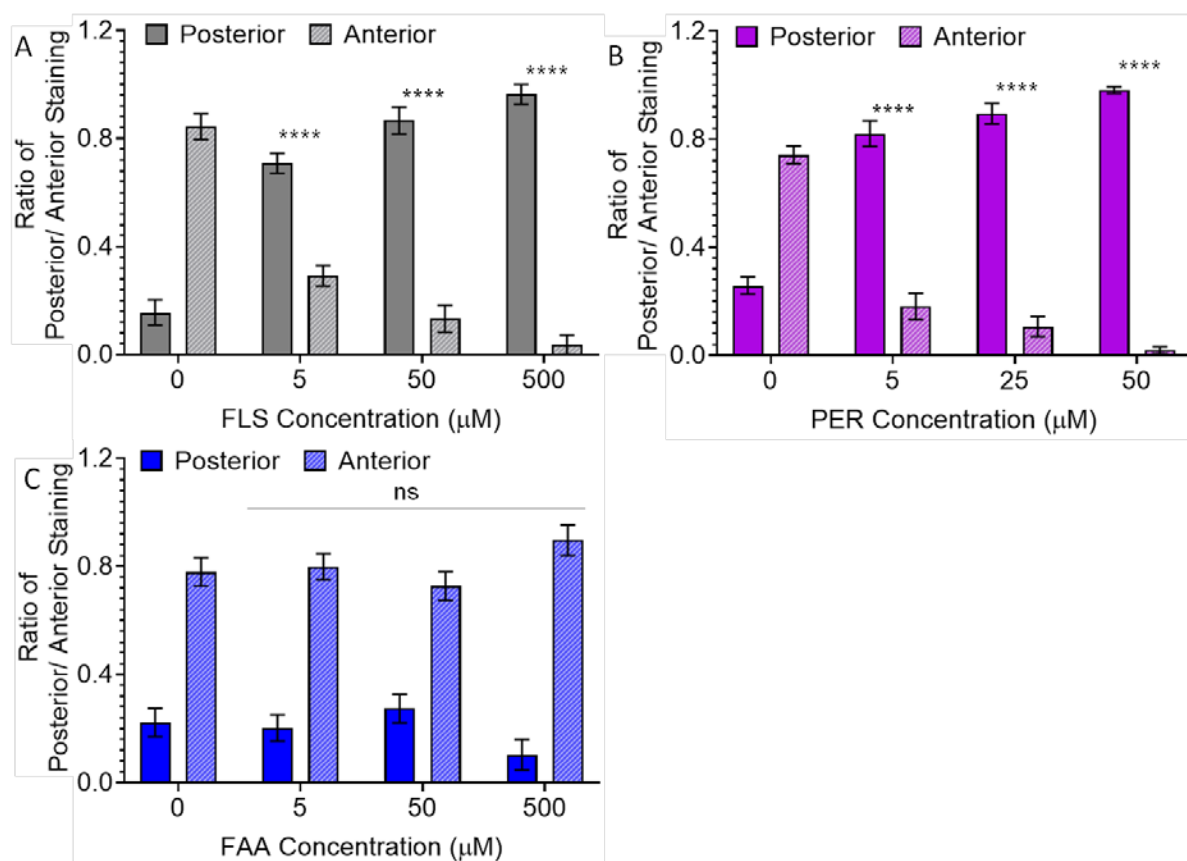 A
Posterior Anterior
Ratio of
Posterior/ Anterior Staining
1.2
0.8
0.4
0.0
**** **** ****
0 5 50 500
FLS Concentration (μM)
B
Posterior Anterior
Ratio of
Posterior/ Anterior Staining
1.2
0.8
0.4
0.0
**** **** ****
0 5 25 50
PER Concentration (μM)
C
Posterior Anterior
Ratio of
Posterior/ Anterior Staining
1.2
0.8
0.4
0.0
ns
0 5 50 500
FAA Concentration (μM)